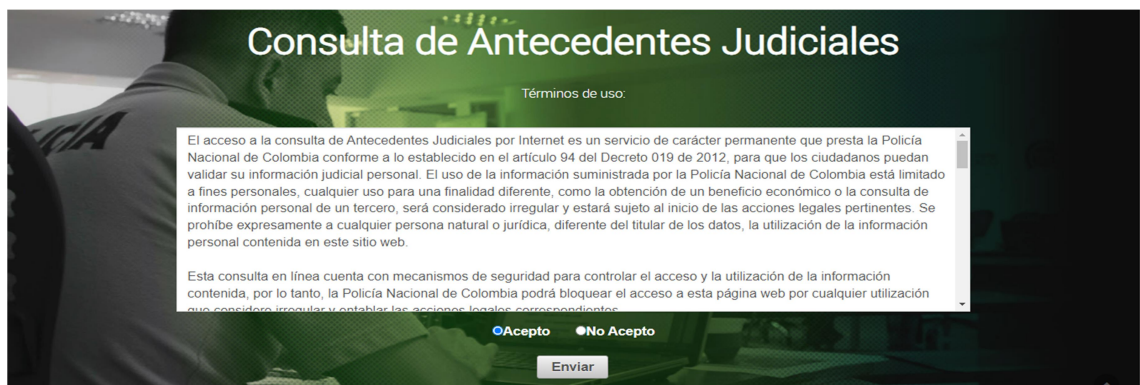 Consulta de Antecedentes Judiciales
Términos de uso:
El acceso a la consulta de Antecedentes Judiciales por Internet es un servicio de carácter permanente que presta la Policía
Nacional de Colombia conforme a lo establecido en el artículo 94 del Decreto 019 de 2012, para que los ciudadanos puedan
validar su información judicial personal. El uso de la información suministrada por la Policía Nacional de Colombia está limitado
a fines personales, cualquier uso para una finalidad diferente, como la obtención de un beneficio económico o la consulta de
información personal de un tercero, será considerado irregular y estará sujeto al inicio de las acciones legales pertinentes. Se
prohíbe expresamente a cualquier persona natural o jurídica, diferente del titular de los datos, la utilización de la información
personal contenida en este sitio web.
Esta consulta en línea cuenta con mecanismos de seguridad para controlar el acceso y la utilización de la información
contenida, por lo tanto, la Policía Nacional de Colombia podrá bloquear el acceso a esta página web por cualquier utilización
que considere irregular y entablar las acciones legales correspondientes
Acepto No Acepto
Enviar